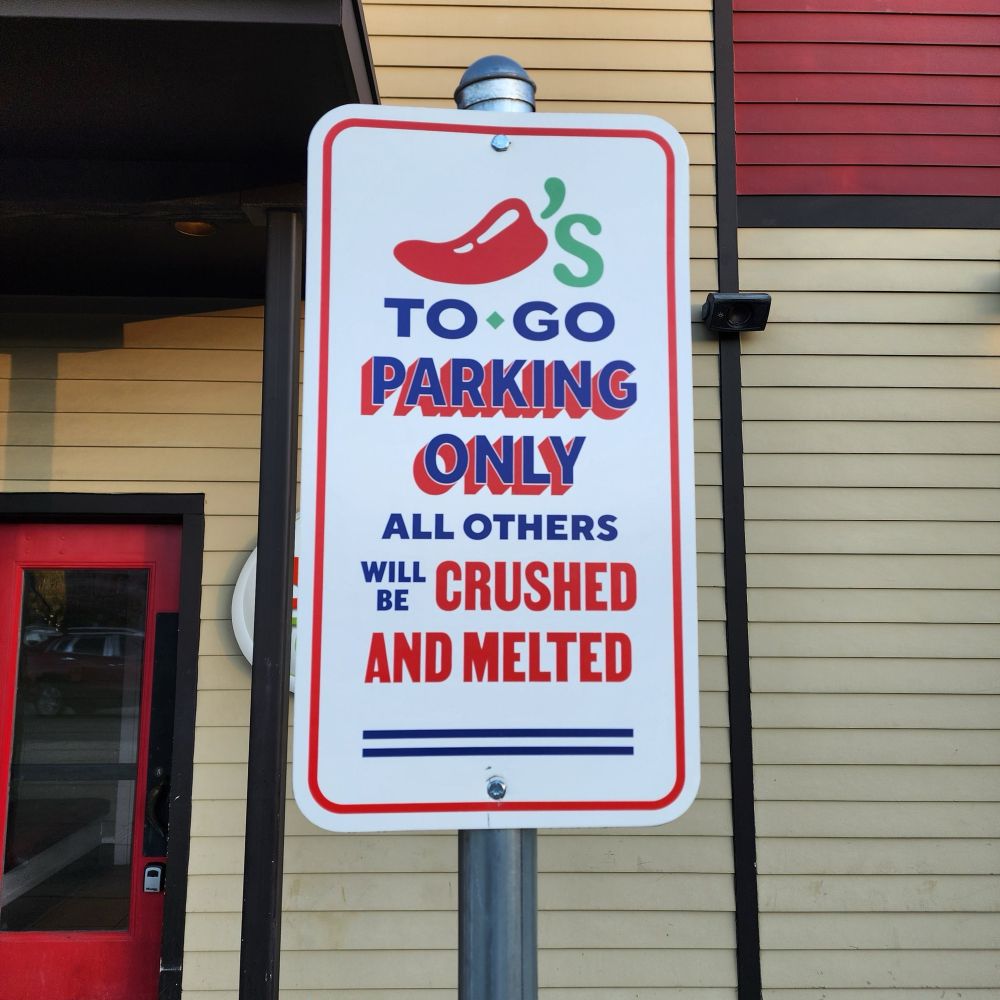 's
TO·GO
PARKING
ONLY
ALL OTHERS
WILL BE CRUSHED
AND MELTED